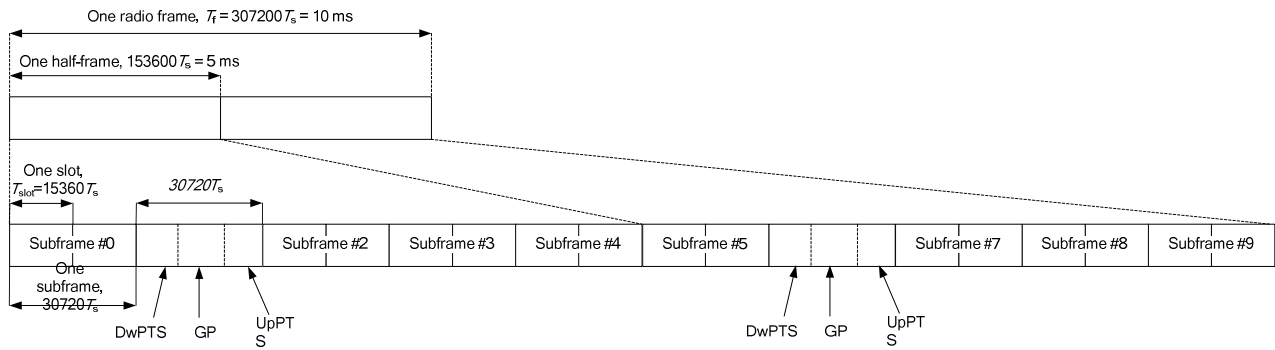 One radio frame, Tf = 307200Ts = 10 ms
One half-frame, 153600Ts = 5 ms
One slot,
Tslot=15360Ts
30720Ts
Subframe #0
Subframe #2
Subframe #3
Subframe #4
Subframe #5
Subframe #7
Subframe #8
Subframe #9
One
subframe,
30720Ts
DwPTS
GP
UpPT
S
DwPTS
GP
UpPT
S